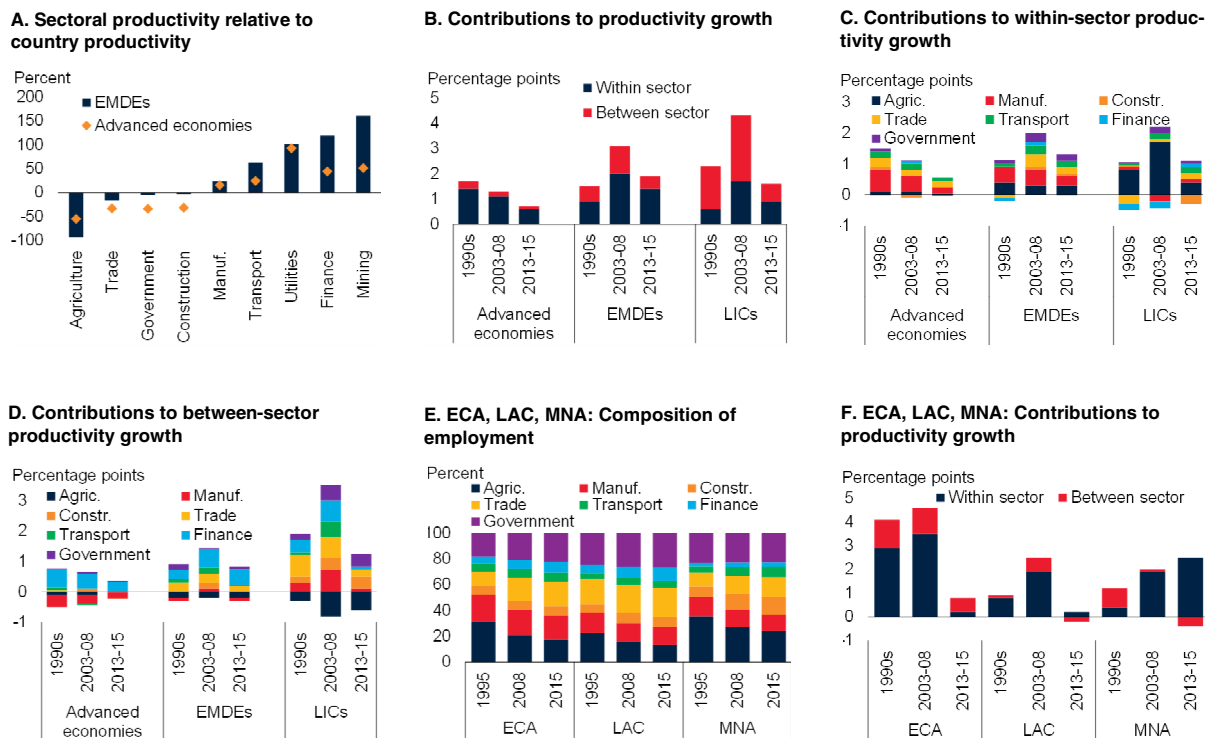 A. Sectoral productivity relative to
country productivity
Percent
200
150
100
50
0
-50
-100
EMDEs
Advanced economies
Agriculture
Trade
Government
Construction
Manuf.
Transport
Utilities
Finance
Mining
B. Contributions to productivity growth
Percentage points
5
4
3
2
1
0
Within sector
Between sector
1990s
2003-08
2013-15
1990s
2003-08
2013-15
1990s
2003-08
2013-15
Advanced
economies
EMDEs
LICs
C. Contributions to within-sector produc-
tivity growth
Percentage points
3
2
1
0
-1
Agric.
Manuf.
Constr.
Trade
Transport
Finance
Government
1990s
2003-08
2013-15
1990s
2003-08
2013-15
1990s
2003-08
2013-15
Advanced
economies
EMDEs
LICs
D. Contributions to between-sector
productivity growth
Percentage points
3
2
1
0
-1
Agric.
Manuf.
Constr.
Trade
Transport
Finance
Government
1990s
2003-08
2013-15
1990s
2003-08
2013-15
1990s
2003-08
2013-15
Advanced
economies
EMDEs
LICs
E. ECA, LAC, MNA: Composition of
employment
Percent
100
80
60
40
20
0
Agric.
Manuf.
Constr.
Trade
Transport
Finance
Government
1995
2008
2015
1995
2008
2015
1995
2008
2015
ECA
LAC
MNA
F. ECA, LAC, MNA: Contributions to
productivity growth
Percentage points
5
4
3
2
1
0
-1
Within sector
Between sector
1990s
2003-08
2013-15
1990s
2003-08
2013-15
1990s
2003-08
2013-15
ECA
LAC
MNA